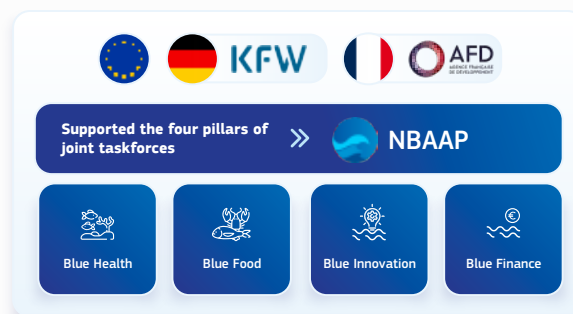 KFW
AFD
AGENCE FRANÇAISE
DE DÉVELOPPEMENT
Supported the four pillars of
joint taskforces
NBAAP
Blue Health
Blue Food
Blue Innovation
Blue Finance